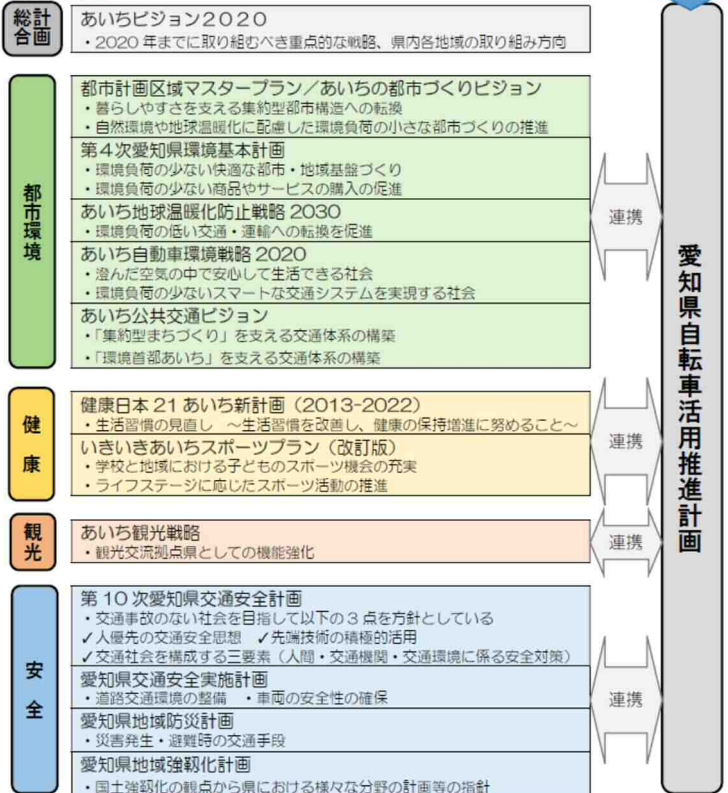 総合計画
あいちビジョン2020
・2020年までに取り組むべき重点的な戦略、県内各地域の取り組み方向
都市環境
都市計画区域マスタープラン／あいちの都市づくりビジョン
・暮らしやすさを支える集約型都市構造への転換
・自然環境や地球温暖化に配慮した環境負荷の小さな都市づくりの推進
第4次愛知県環境基本計画
・環境負荷の少ない快適な都市・地域基盤づくり
・環境負荷の少ない商品やサービスの購入の促進
あいち地球温暖化防止戦略 2030
・環境負荷の低い交通・運輸への転換を促進
あいち自動車環境戦略 2020
・澄んだ空気の中で安心して生活できる社会
・環境負荷の少ないスマートな交通システムを実現する社会
あいち公共交通ビジョン
・「集約型まちづくり」を支える交通体系の構築
・「環境首都あいち」を支える交通体系の構築
連携
健康
健康日本 21 あいち新計画（2013-2022）
・生活習慣の見直し　～生活習慣を改善し、健康の保持増進に努めること～
いきいきあいちスポーツプラン（改訂版）
・学校と地域における子どものスポーツ機会の充実
・ライフステージに応じたスポーツ活動の推進
連携
観光
あいち観光戦略
・観光交流拠点県としての機能強化
連携
安全
第 10 次愛知県交通安全計画
・交通事故のない社会を目指して以下の3点を方針としている
✓人優先の交通安全思想　✓先端技術の積極的活用
✓交通社会を構成する三要素（人間・交通機関・交通環境に係る安全対策）
愛知県交通安全実施計画
・道路交通環境の整備　・車両の安全性の確保
愛知県地域防災計画
・災害発生・避難時の交通手段
愛知県地域強靱化計画
・国土強靱化の観点から県における様々な分野の計画等の指針
連携
愛知県自転車活用推進計画